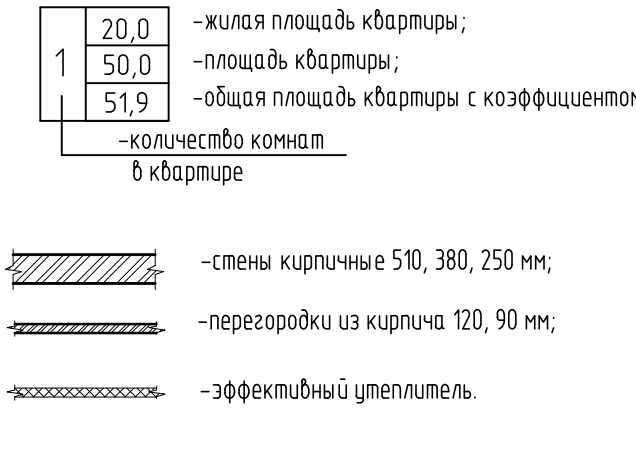 20,0 -жилая площадь квартиры;
1 50,0 -площадь квартиры;
51,9 -общая площадь квартиры с коэффициентом
-количество комнат
в квартире
-стены кирпичные 510, 380, 250 мм;
-перегородки из кирпича 120, 90 мм;
-эффективный утеплитель.